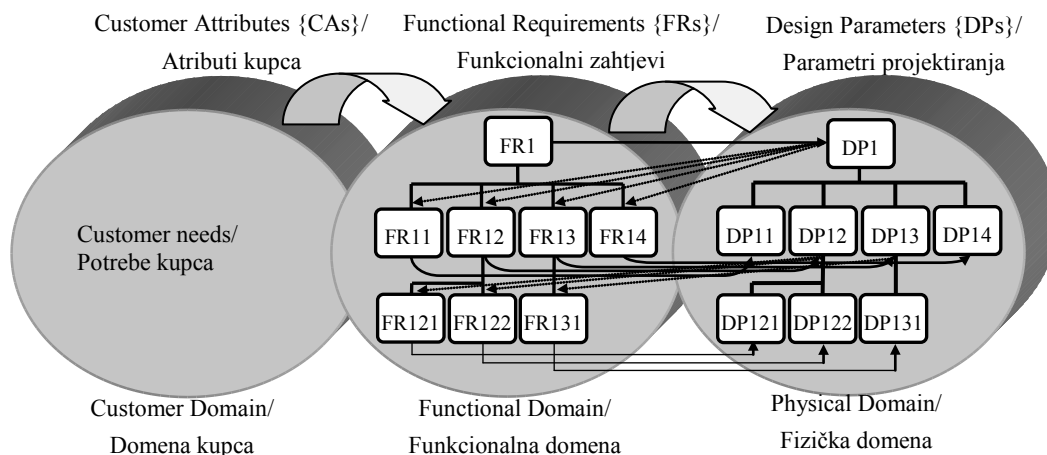 Customer Attributes {CAs}/
Atributi kupca
Functional Requirements {FRs}/
Funkcionalni zahtjevi
Design Parameters {DPs}/
Parametri projektiranja
FR1
DP1
FR11
FR12
FR13
FR14
DP11
DP12
DP13
DP14
Customer needs/
Potrebe kupca
FR121
FR122
FR131
DP121
DP122
DP131
Customer Domain/
Domena kupca
Functional Domain/
Funkcionalna domena
Physical Domain/
Fizička domena